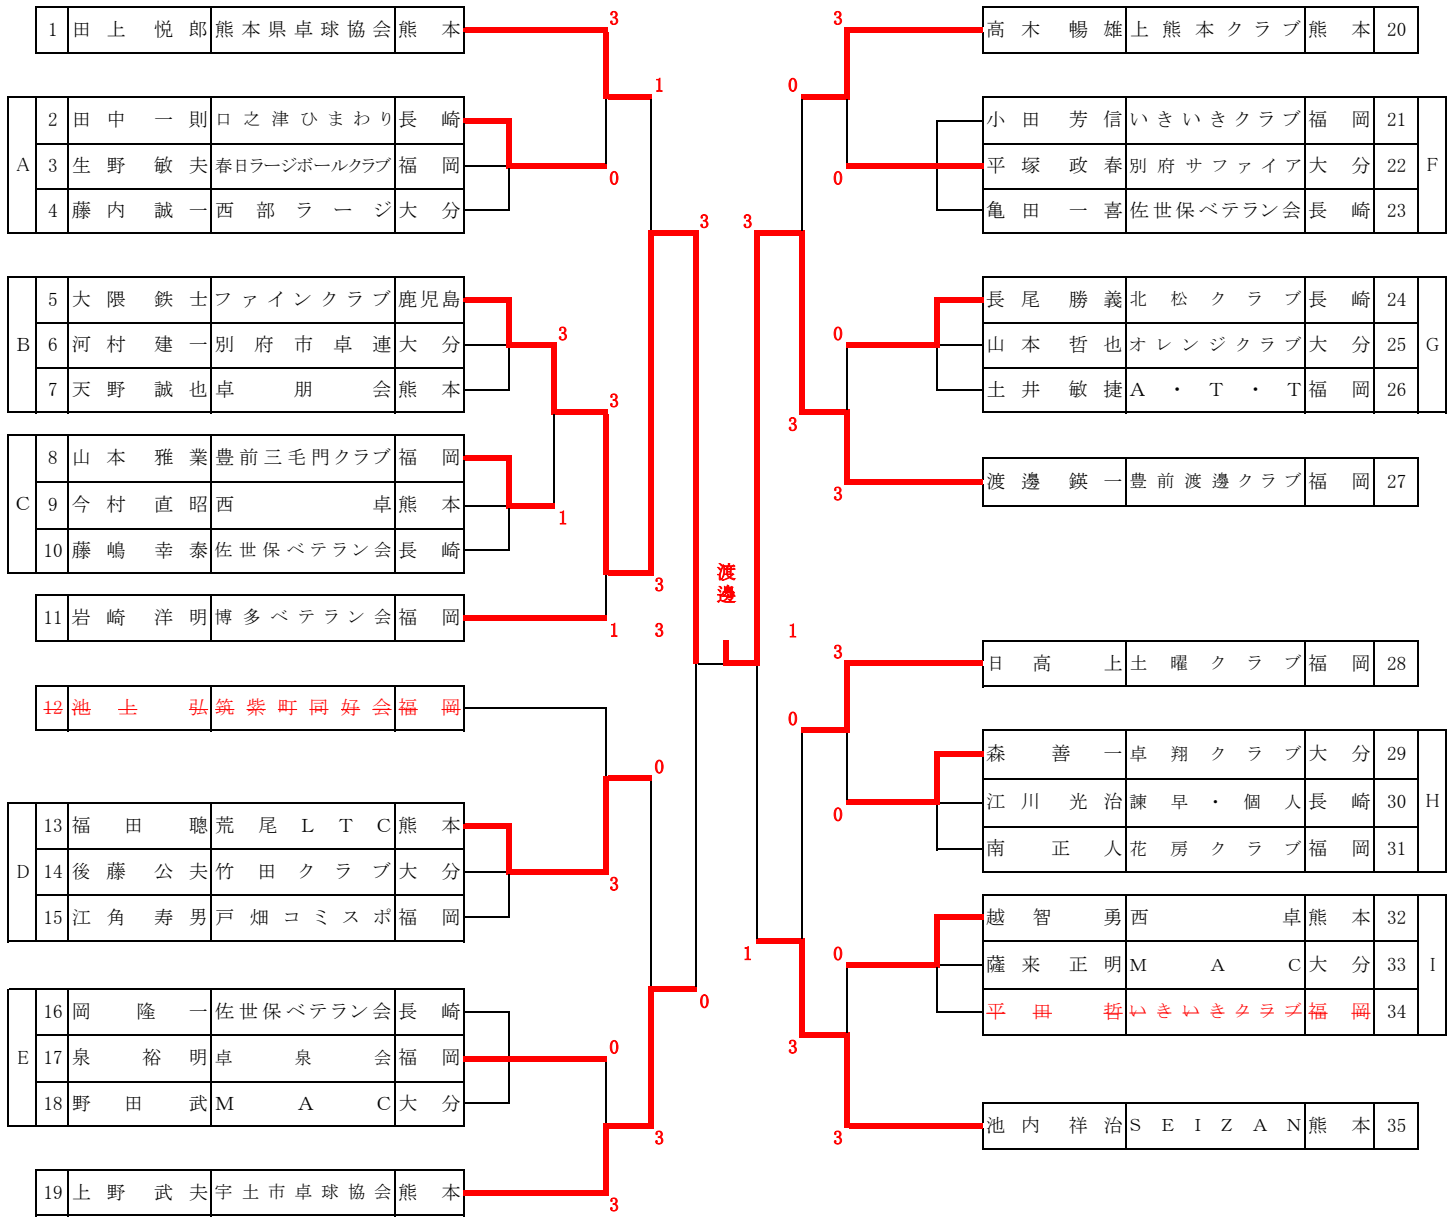 1 田上 悦郎 熊本県卓球協会 熊本
A
2 田中 一則 口之津ひまわり 長崎
3 生野 敏夫 春日ラージボールクラブ 福岡
4 藤内 誠一 西部ラージ 大分
B
5 大隈 鉄士 ファインクラブ 鹿児島
6 河村 建一 別府市卓連 大分
7 天野 誠也 卓朋会 熊本
C
8 山本 雅業 豊前三毛門クラブ 福岡
9 今村 直昭 西卓 熊本
10 藤嶋 幸泰 佐世保ベテラン会 長崎
11 岩崎 洋明 博多ベテラン会 福岡
12 池上 弘 筑紫町同好会 福岡
D
13 福田 聰 荒尾LTC 熊本
14 後藤 公夫 竹田クラブ 大分
15 江角 寿男 戸畑コミスポ 福岡
E
16 岡 隆一 佐世保ベテラン会 長崎
17 泉 裕明 卓泉会 福岡
18 野田 武 MAC 大分
19 上野 武夫 宇土市卓球協会 熊本
3
1
0
3
3
3
1
3
1
3
0
3
0
0
3
3
渡邊
3
0
0
3
0
3
3
1
3
0
0
1
0
3
3
高木 暢雄 上熊本クラブ 熊本 20
小田 芳信 いきいきクラブ 福岡 21
平塚 政春 別府サファイア 大分 22
亀田 一喜 佐世保ベテラン会 長崎 23
F
長尾 勝義 北松クラブ 長崎 24
山本 哲也 オレンジクラブ 大分 25
土井 敏捷 A・T・T 福岡 26
G
渡邊 鍈一 豊前渡邊クラブ 福岡 27
日高 上 土曜クラブ 福岡 28
森 善一 卓翔クラブ 大分 29
江川 光治 諫早・個人 長崎 30
南 正人 花房クラブ 福岡 31
H
越智 勇 西卓 熊本 32
薩来 正明 MAC 大分 33
平田 哲 いきいきクラブ 福岡 34
I
池内 祥治 SEIZAN 熊本 35